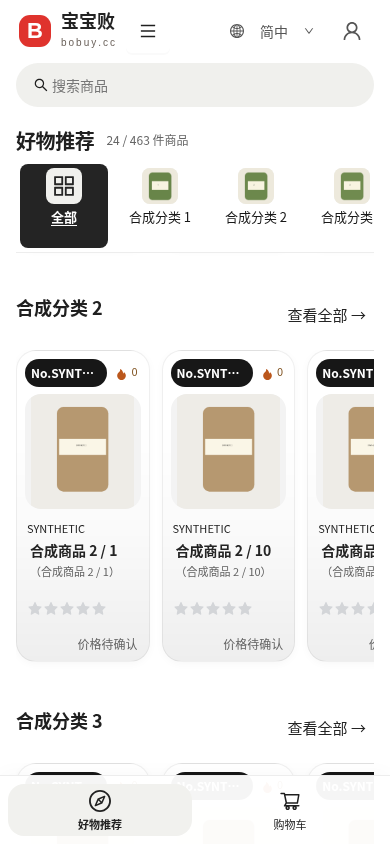 B 宝宝败
bobuy.cc
简中
搜索商品
好物推荐 24 / 463 件商品
全部 合成分类 1 合成分类 2 合成分类
合成分类 2 查看全部 →
No.SYNT··· 0 No.SYNT··· 0 No.SYNT
SYNTHETIC SYNTHETIC SYNTHETIC
合成商品 2 / 1 合成商品 2 / 10 合成商品
（合成商品 2 / 1） （合成商品 2 / 10） （合成商品
价格待确认 价格待确认
合成分类 3 查看全部 →
No.SYNT··· No.SYNT··· No.SYNT
好物推荐 购物车